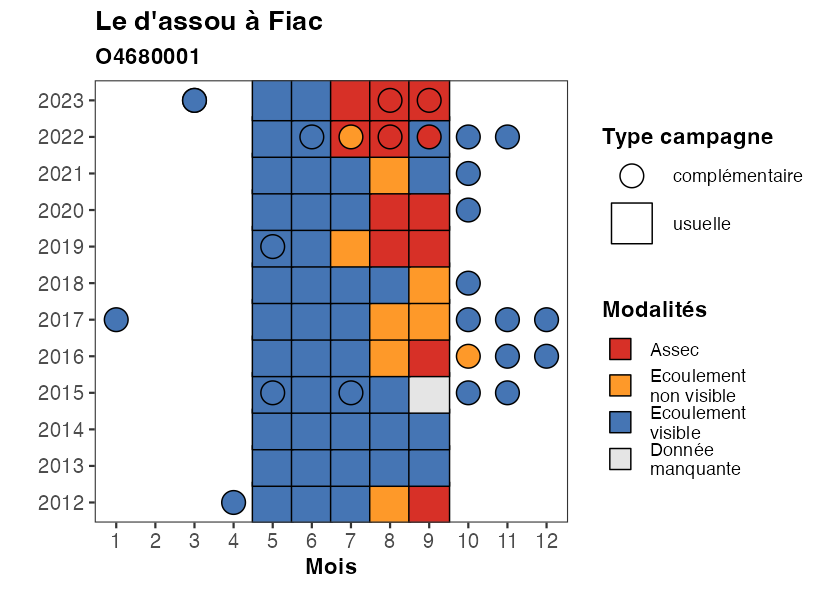 Le d'assou à Fiac
O4680001
2023
2022
2021
2020
2019
2018
2017
2016
2015
2014
2013
2012
1 2 3 4 5 6 7 8 9 10 11 12
Mois
Type campagne
complémentaire
usuelle
Modalités
Assec
Ecoulement
non visible
Ecoulement
visible
Donnée
manquante